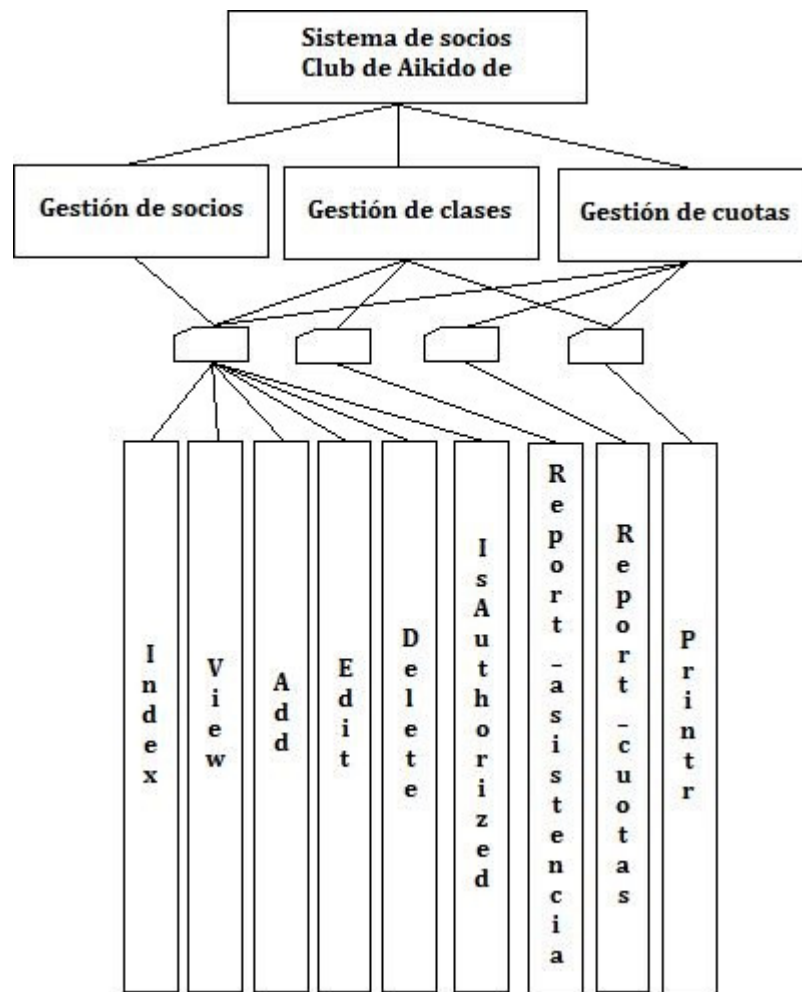 Sistema de socios
Club de Aikido de
Gestión de socios
Gestión de clases
Gestión de cuotas
Index
View
Add
Edit
Delete
IsAuthorized
Report_asistencia
Report_cuotas
Printr